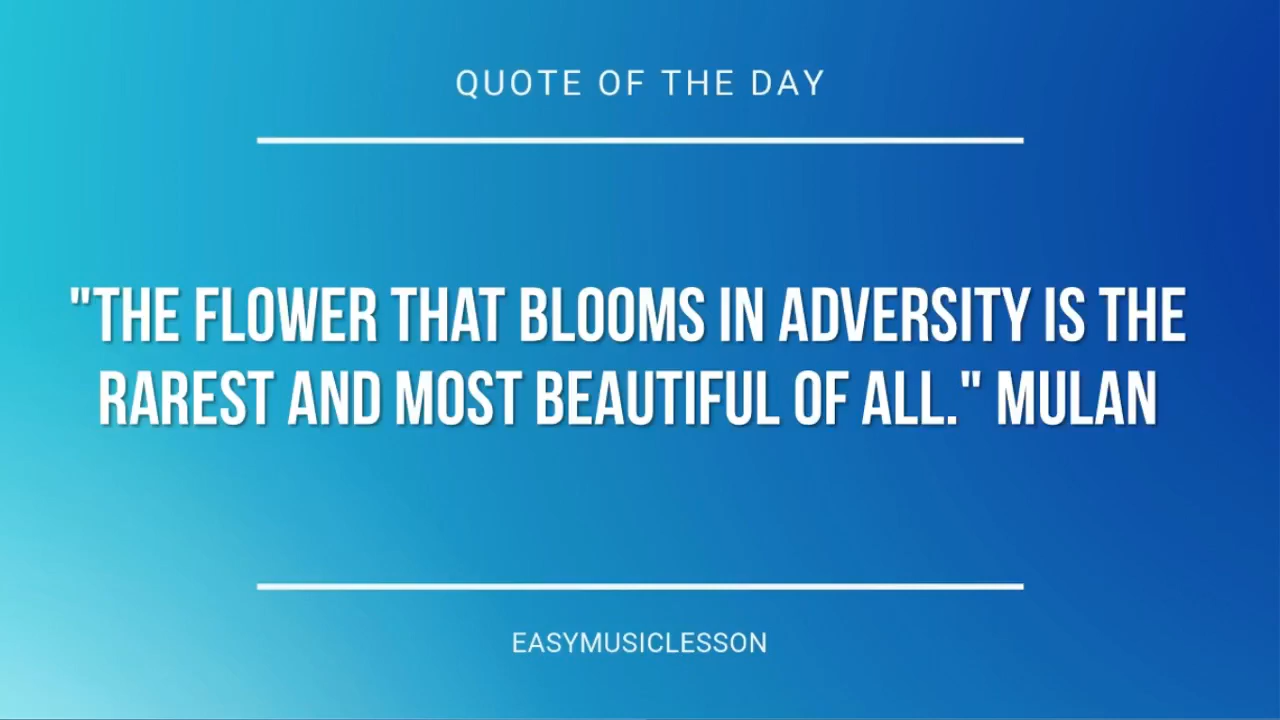 QUOTE OF THE DAY
"THE FLOWER THAT BLOOMS IN ADVERSITY IS THE
RAREST AND MOST BEAUTIFUL OF ALL." MULAN
EASYMUSICLESSON